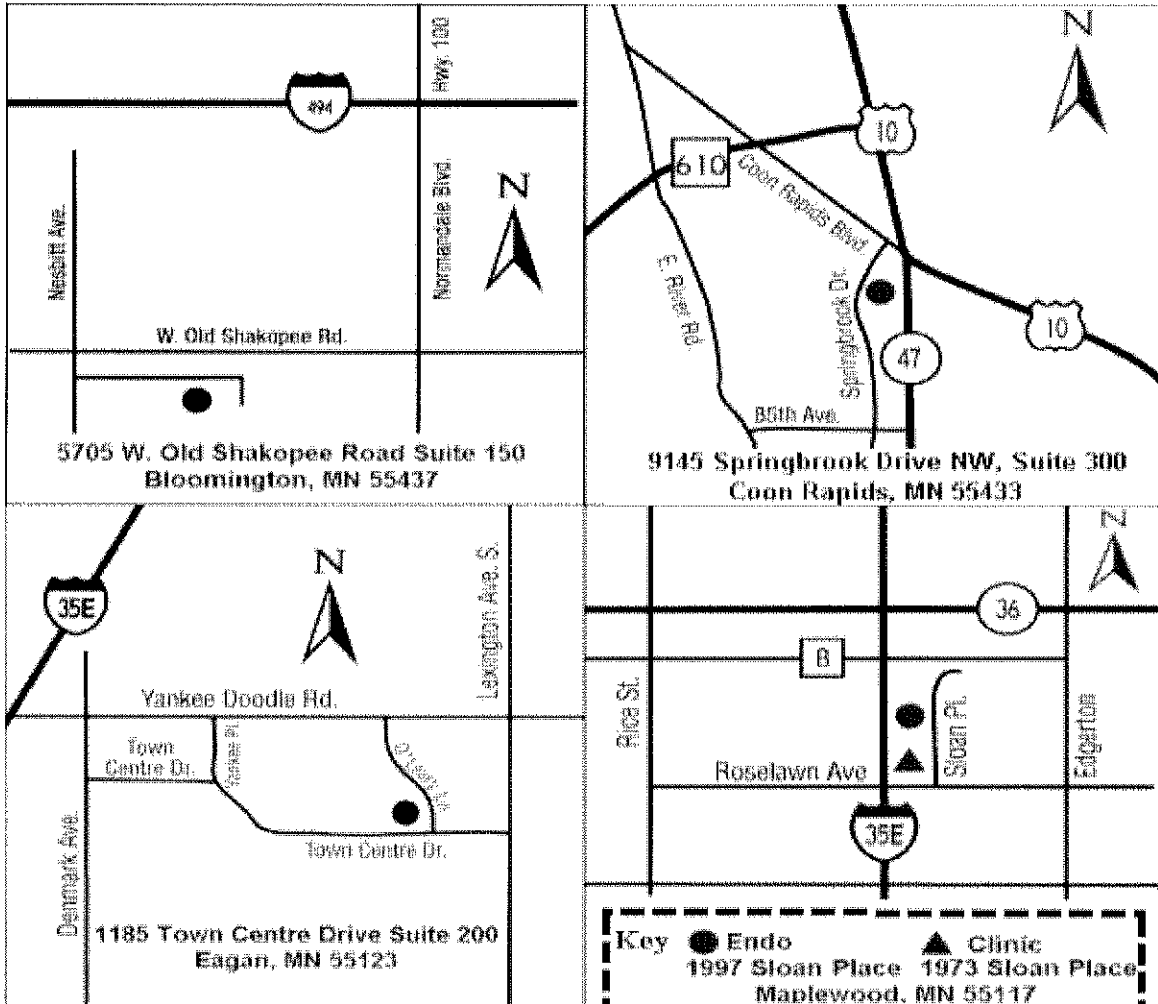 Hwy. 100
494
Nesbitt Ave.
Normandale Blvd.
N
W. Old Shakopee Rd.
5705 W. Old Shakopee Road Suite 150
Bloomington, MN 55437
N
10
610
Coon Rapids Blvd.
E. River Rd.
Springbrook Dr.
10
47
85th Ave.
9145 Springbrook Drive NW, Suite 300
Coon Rapids, MN 55433
N
Lexington Ave. S.
35E
Yankee Doodle Rd.
Town
Centre Dr.
Yankee Pl.
Town Centre Dr.
Denmark Ave.
1185 Town Centre Drive Suite 200
Eagan, MN 55123
N
36
B
Rice St.
Sloan Pl.
Edgerton
Roselawn Ave
35E
Key Endo Clinic
1997 Sloan Place 1973 Sloan Place
Maplewood, MN 55117